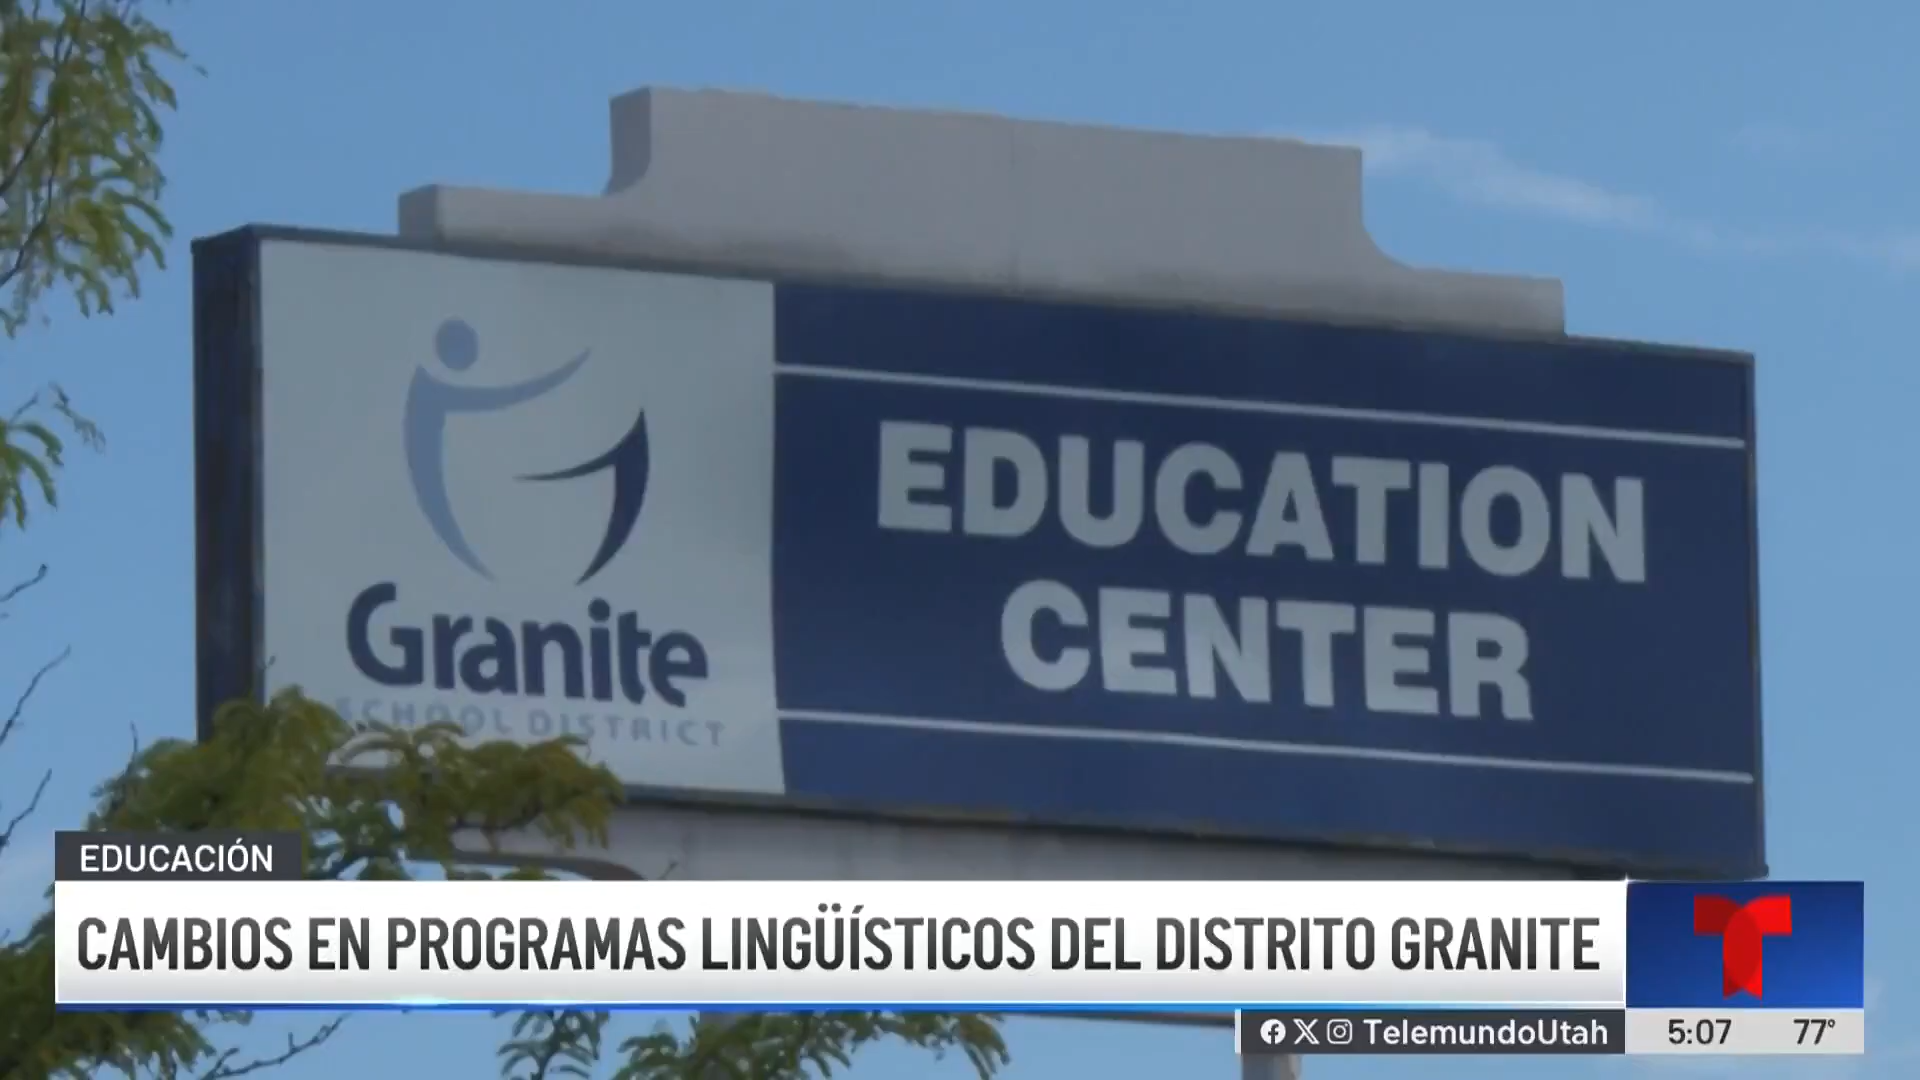 EDUCATION
CENTER
Granite
SCHOOL DISTRICT
EDUCACIÓN
CAMBIOS EN PROGRAMAS LINGÜÍSTICOS DEL DISTRITO GRANITE
TelemundoUtah
5:07 77°